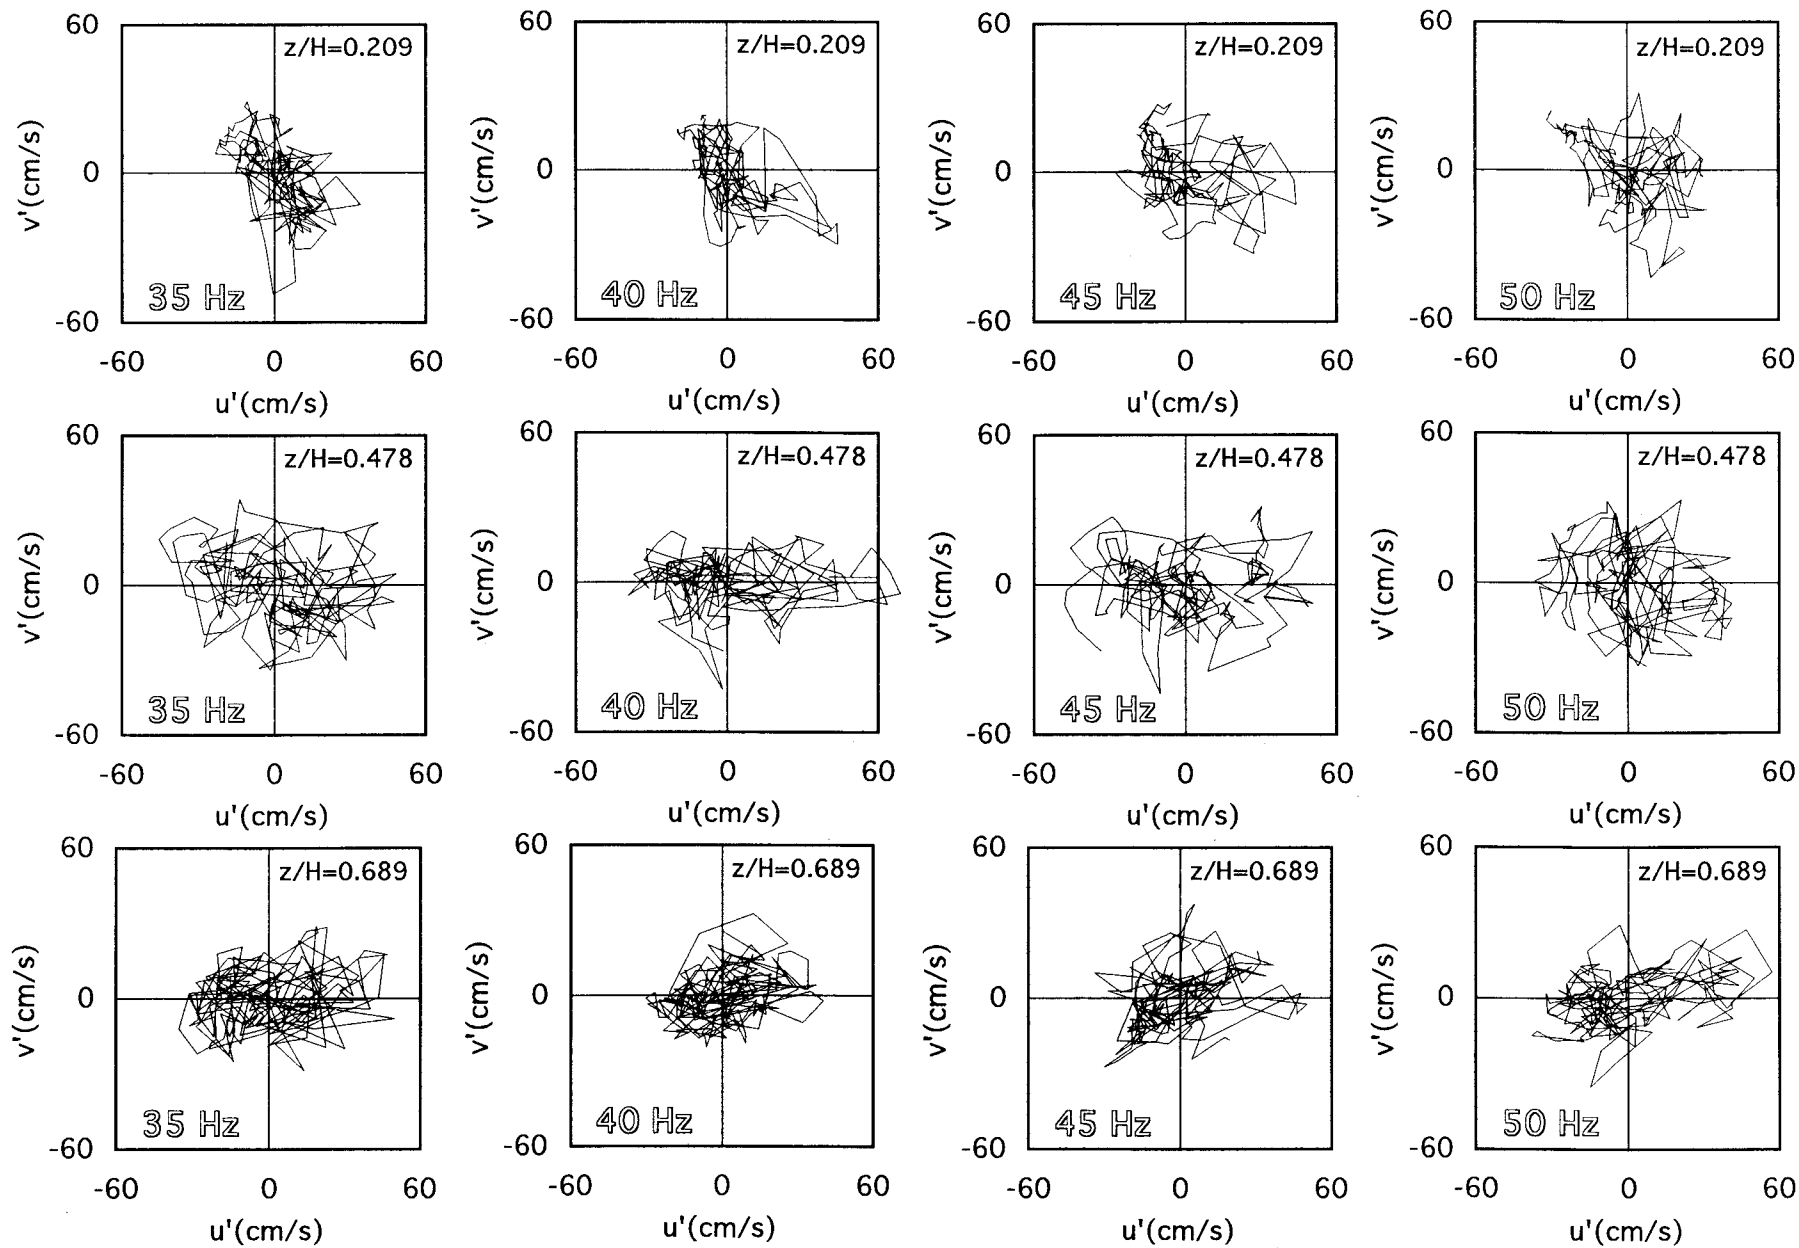 60 60 60 60
z/H=0.209 z/H=0.209 z/H=0.209 z/H=0.209
v'(cm/s) v'(cm/s) v'(cm/s) v'(cm/s)
0 0 0 0
35 Hz 40 Hz 45 Hz 50 Hz
-60 -60 -60 -60
-60 0 60 -60 0 60 -60 0 60 -60 0 60
u'(cm/s) u'(cm/s) u'(cm/s) u'(cm/s)
60 60 60 60
z/H=0.478 z/H=0.478 z/H=0.478 z/H=0.478
v'(cm/s) v'(cm/s) v'(cm/s) v'(cm/s)
0 0 0 0
35 Hz 40 Hz 45 Hz 50 Hz
-60 -60 -60 -60
-60 0 60 -60 0 60 -60 0 60 -60 0 60
u'(cm/s) u'(cm/s) u'(cm/s) u'(cm/s)
60 60 60 60
z/H=0.689 z/H=0.689 z/H=0.689 z/H=0.689
v'(cm/s) v'(cm/s) v'(cm/s) v'(cm/s)
0 0 0 0
35 Hz 40 Hz 45 Hz 50 Hz
-60 -60 -60 -60
-60 0 60 -60 0 60 -60 0 60 -60 0 60
u'(cm/s) u'(cm/s) u'(cm/s) u'(cm/s)